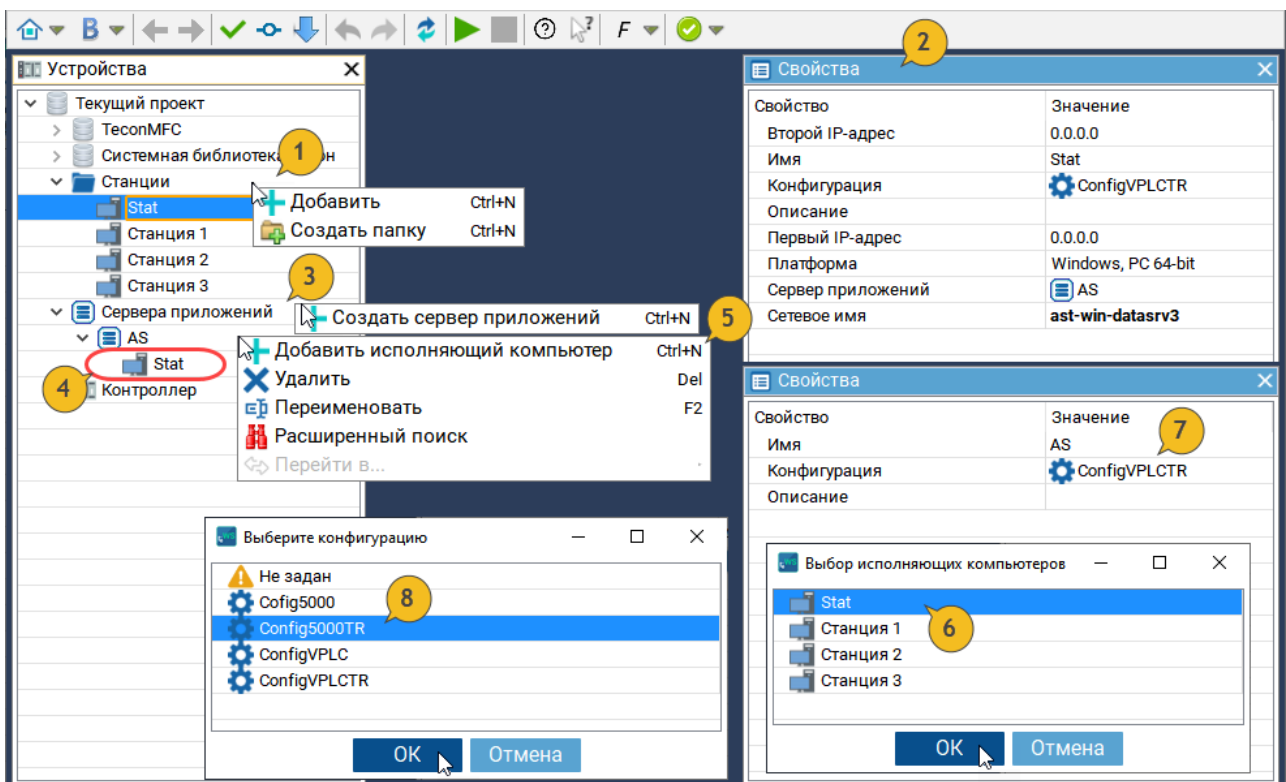 B F
2
Устройства
Текущий проект
TeconMFC
Системная библиотека
1
Станции
Stat
Добавить Ctrl+N
Создать папку Ctrl+N
Станция 1
Станция 2
Станция 3
3
Сервера приложений
Создать сервер приложений Ctrl+N
5
AS
Stat
4
Контроллер
Добавить исполняющий компьютер Ctrl+N
Удалить Del
Переименовать F2
Расширенный поиск
Перейти в...
Свойства
Свойство Значение
Второй IP-адрес 0.0.0.0
Имя Stat
Конфигурация ConfigVPLCTR
Описание
Первый IP-адрес 0.0.0.0
Платформа Windows, PC 64-bit
Сервер приложений AS
Сетевое имя ast-win-datasrv3
Свойства
Свойство Значение
7
Имя AS
Конфигурация ConfigVPLCTR
Описание
Выберите конфигурацию
Не задан
Cofig5000
8
Config5000TR
ConfigVPLC
ConfigVPLCTR
OK Отмена
Выбор исполняющих компьютеров
Stat
Станция 1
6
Станция 2
Станция 3
OK Отмена